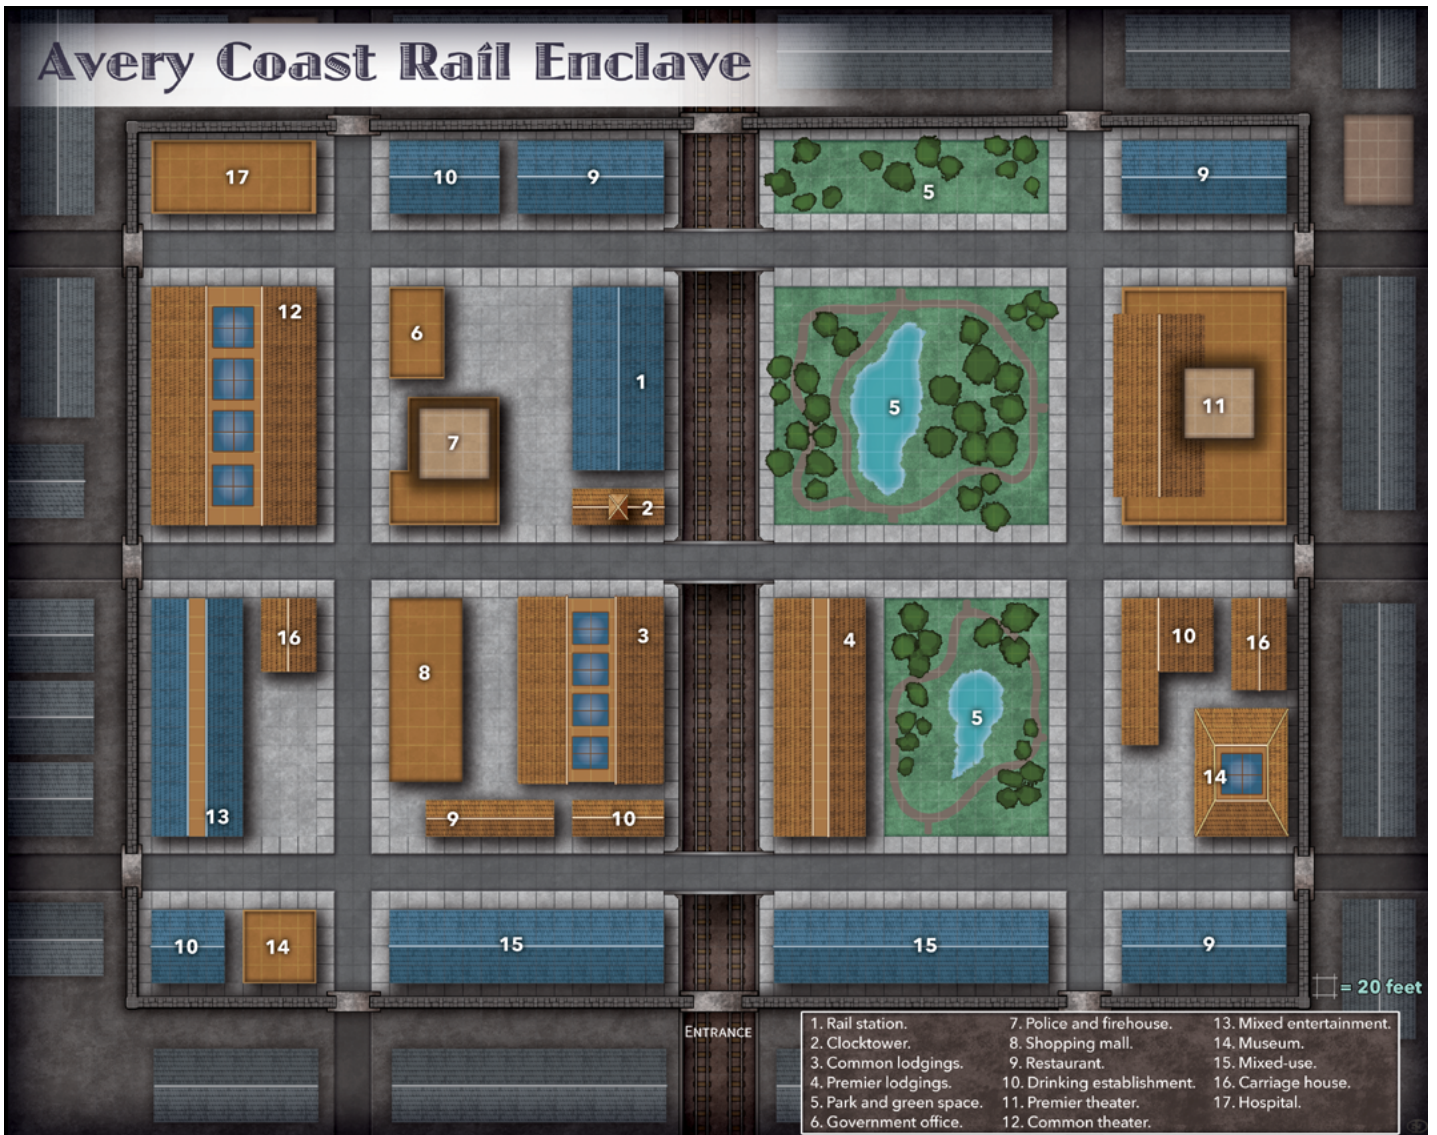 Avery Coast Rail Enclave
17
10
9
5
9
12
6
1
5
11
7
2
16
3
4
10
16
8
5
14
13
9
10
10
14
15
15
9
= 20 feet
ENTRANCE
1. Rail station.
2. Clocktower.
3. Common lodgings.
4. Premier lodgings.
5. Park and green space.
6. Government office.
7. Police and firehouse.
8. Shopping mall.
9. Restaurant.
10. Drinking establishment.
11. Premier theater.
12. Common theater.
13. Mixed entertainment.
14. Museum.
15. Mixed-use.
16. Carriage house.
17. Hospital.